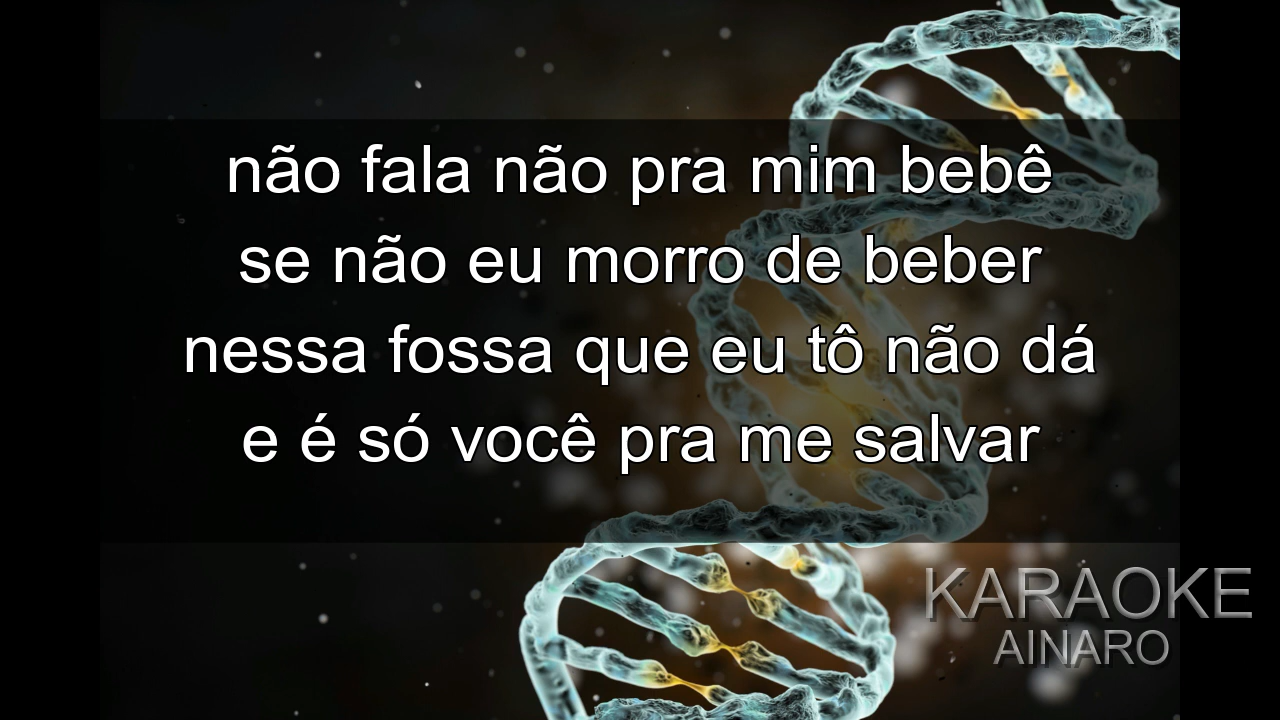 não fala não pra mim bebê
se não eu morro de beber
nessa fossa que eu tô não dá
e é só você pra me salvar
KARAOKE
AINARO